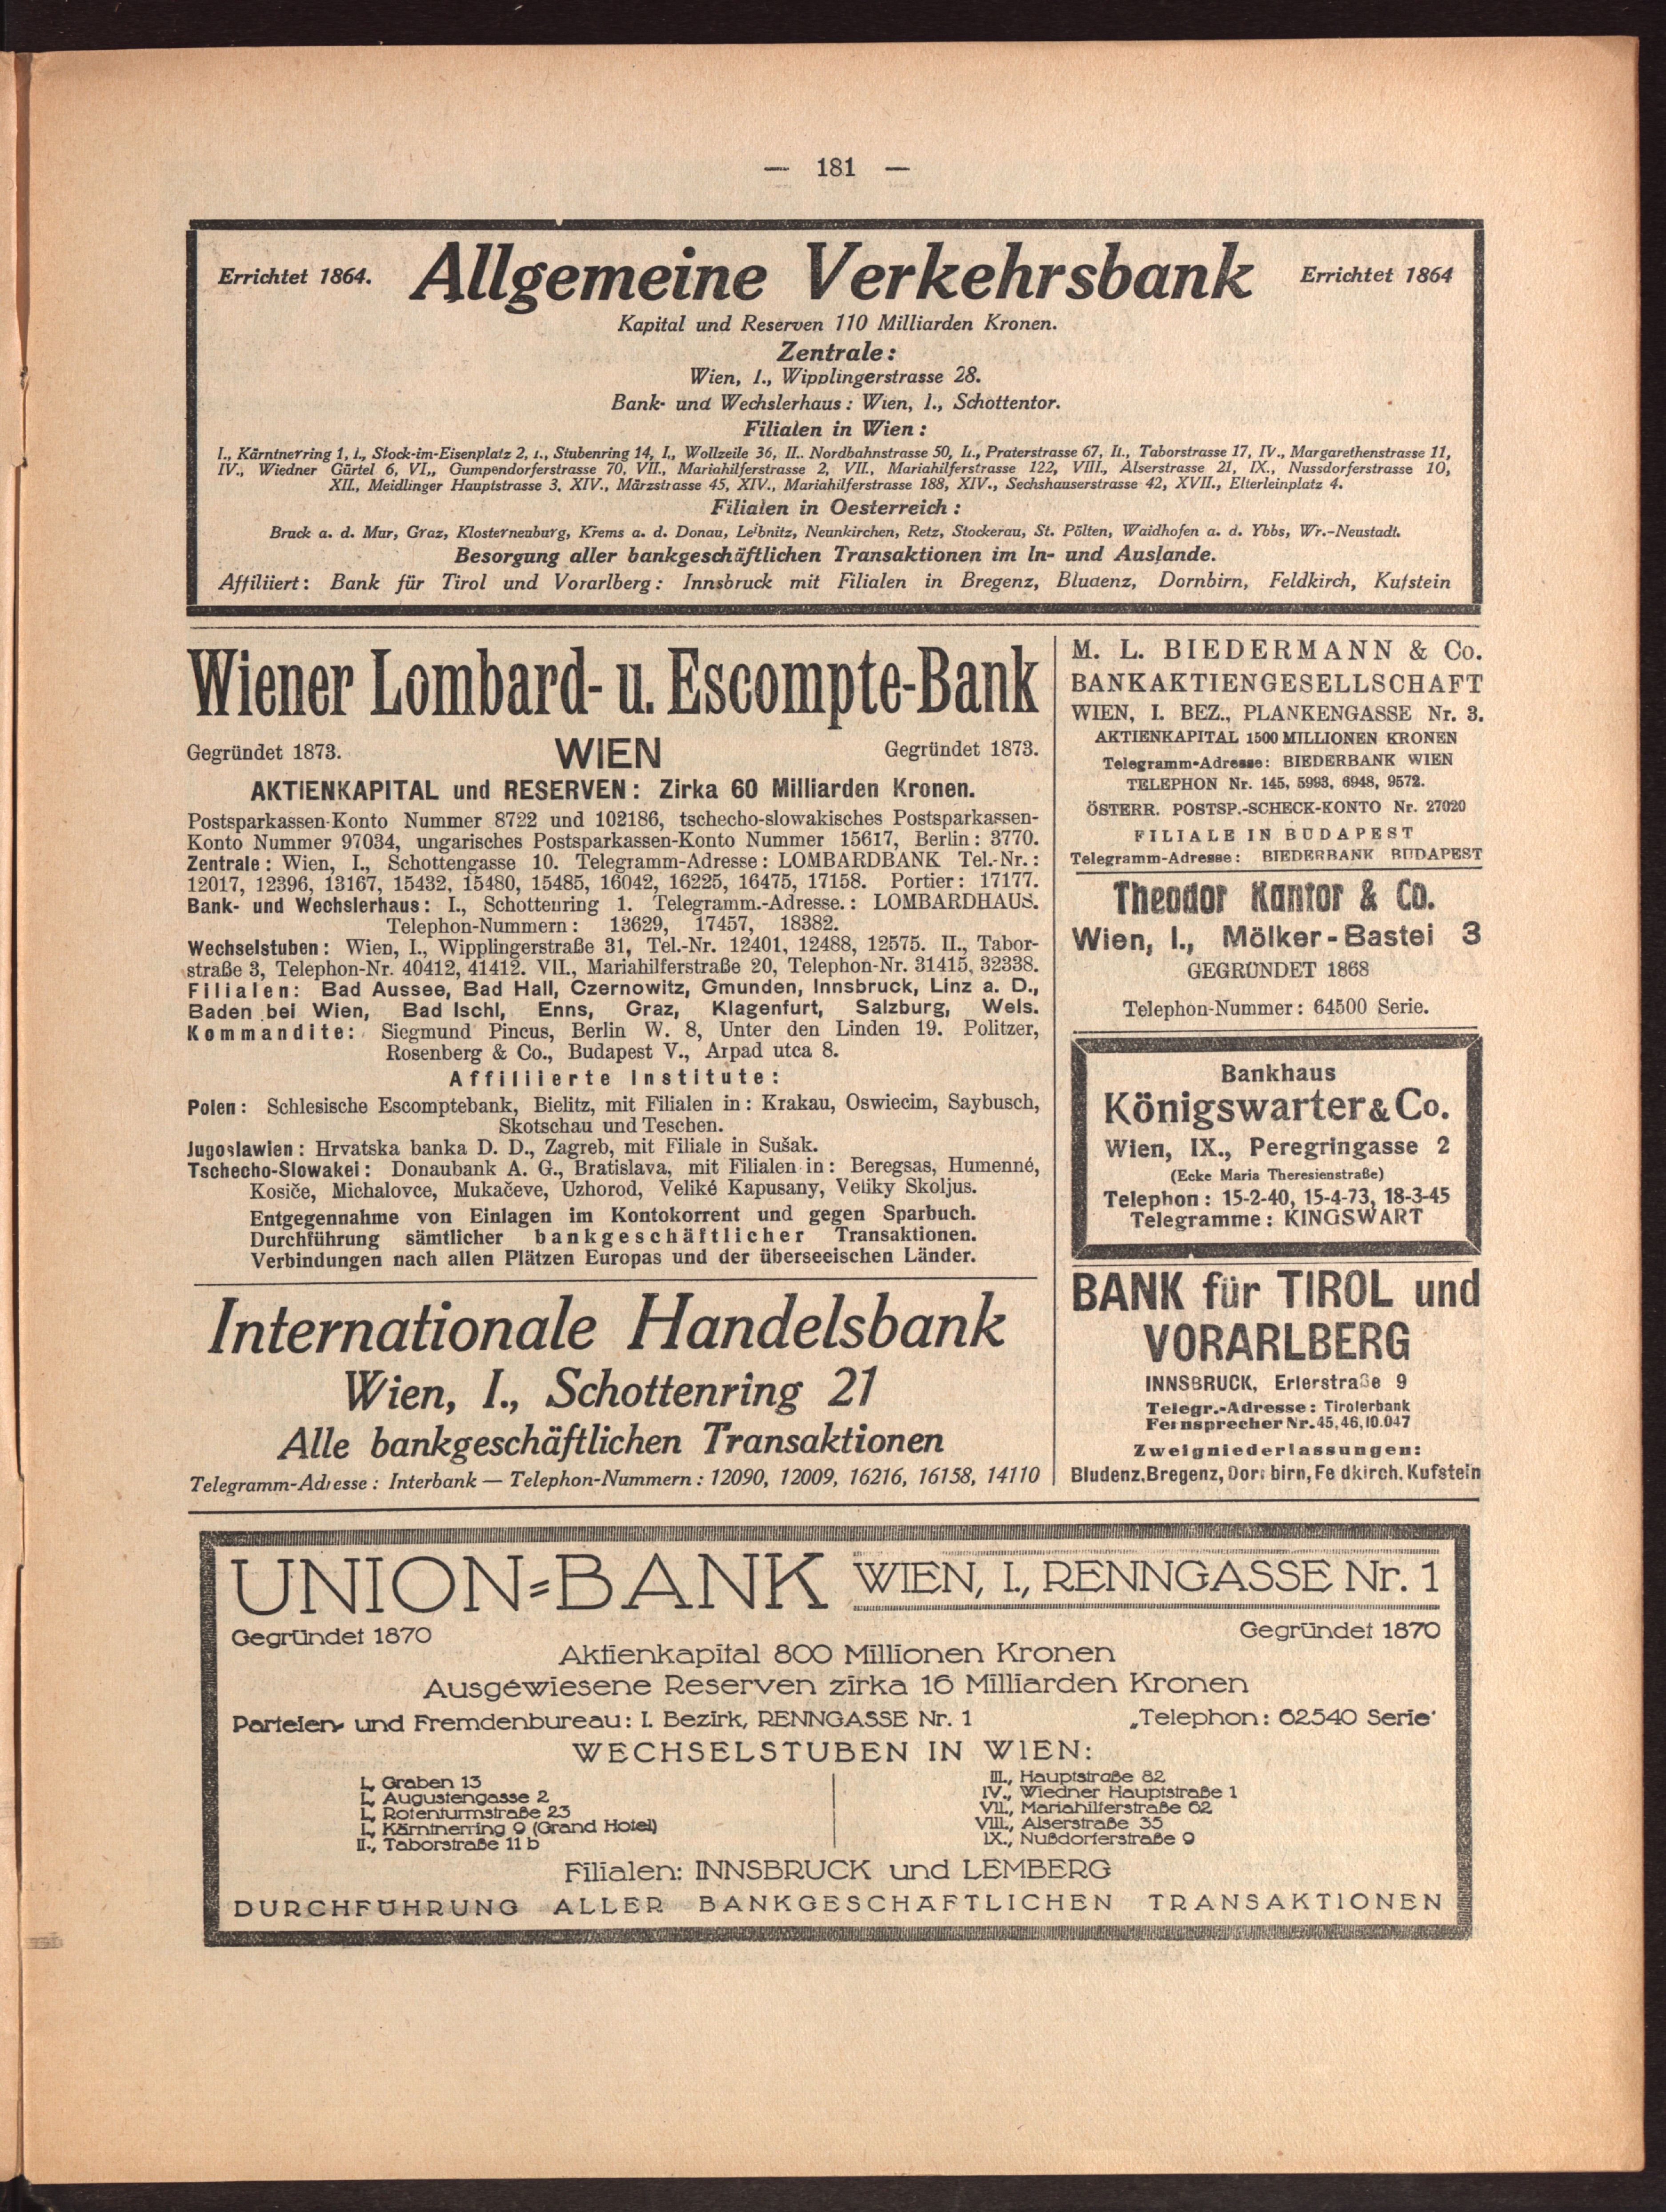 — 181 —
Errichtet 1864. Allgemeine Verkehrsbank Errichtet 1864
Kapital und Reserven 110 Milliarden Kronen.
Zentrale:
Wien, I., Wipplingerstrasse 28.
Bank- und Wechslerhaus: Wien, 1., Schottentor.
Filialen in Wien:
I., Kärntnerring 1, I., Stock-im-Eisenplatz 2, I., Stubenring 14, I., Wollzeile 36, II.. Nordbahnstrasse 50, II., Praterstrasse 67, II., Taborstrasse 17, IV., Margarethenstrasse 11,
IV., Wiedner Gürtel 6, VI., Gumpendorferstrasse 70, VII., Mariahilferstrasse 2, VII., Mariahilferstrasse 122, VIII., Alserstrasse 21, IX., Nussdorferstrasse 10,
XII., Meidlinger Hauptstrasse 3, XIV., Märzstrasse 45, XIV., Mariahilferstrasse 188, XIV., Sechshauserstrasse 42, XVII., Elterleinplatz 4.
Filialen in Oesterreich:
Bruck a. d. Mur, Graz, Klosterneuburg, Krems a. d. Donau, Leibnitz, Neunkirchen, Retz, Stockerau, St. Pölten, Waidhofen a. d. Ybbs, Wr.-Neustadt.
Besorgung aller bankgeschäftlichen Transaktionen im In- und Auslande.
Affiliiert: Bank für Tirol und Vorarlberg: Innsbruck mit Filialen in Bregenz, Bludenz, Dornbirn, Feldkirch, Kufstein
Wiener Lombard- u. Escompte-Bank
Gegründet 1873. WIEN Gegründet 1873.
AKTIENKAPITAL und RESERVEN: Zirka 60 Milliarden Kronen.
Postsparkassen-Konto Nummer 8722 und 102186, tschecho-slowakisches Postsparkassen-
Konto Nummer 97034, ungarisches Postsparkassen-Konto Nummer 15617, Berlin: 3770.
Zentrale: Wien, I., Schottengasse 10. Telegramm-Adresse: LOMBARDBANK Tel.-Nr.:
12017, 12396, 13167, 15432, 15480, 15485, 16042, 16225, 16475, 17158. Portier: 17177.
Bank- und Wechslerhaus: I., Schottenring 1. Telegramm.-Adresse.: LOMBARDHAUS.
Telephon-Nummern: 13629, 17457, 18382.
Wechselstuben: Wien, I., Wipplingerstraße 31, Tel.-Nr. 12401, 12488, 12575. II., Tabor-
straße 3, Telephon-Nr. 40412, 41412. VII., Mariahilferstraße 20, Telephon-Nr. 31415, 32338.
Filialen: Bad Aussee, Bad Hall, Czernowitz, Gmunden, Innsbruck, Linz a. D.,
Baden bei Wien, Bad Ischl, Enns, Graz, Klagenfurt, Salzburg, Wels.
Kommandite: Siegmund Pincus, Berlin W. 8, Unter den Linden 19. Politzer,
Rosenberg & Co., Budapest V., Arpad utca 8.
Affiliierte Institute:
Polen: Schlesische Escomptebank, Bielitz, mit Filialen in: Krakau, Oswiecim, Saybusch,
Skotschau und Teschen.
Jugoslawien: Hrvatska banka D. D., Zagreb, mit Filiale in Sušak.
Tschecho-Slowakei: Donaubank A. G., Bratislava, mit Filialen in: Beregsas, Humenné,
Kosiče, Michalovce, Mukačeve, Uzhorod, Veliké Kapusany, Veliky Skoljus.
Entgegennahme von Einlagen im Kontokorrent und gegen Sparbuch.
Durchführung sämtlicher bankgeschäftlicher Transaktionen.
Verbindungen nach allen Plätzen Europas und der überseeischen Länder.
Internationale Handelsbank
Wien, I., Schottenring 21
Alle bankgeschäftlichen Transaktionen
Telegramm-Adresse: Interbank — Telephon-Nummern: 12090, 12009, 16216, 16158, 14110
M. L. BIEDERMANN & Co.
BANKAKTIENGESELLSCHAFT
WIEN, I. BEZ., PLANKENGASSE Nr. 3.
AKTIENKAPITAL 1500 MILLIONEN KRONEN
Telegramm-Adresse: BIEDERBANK WIEN
TELEPHON Nr. 145, 5993, 6948, 9572.
ÖSTERR. POSTSP.-SCHECK-KONTO Nr. 27020
FILIALE IN BUDAPEST
Telegramm-Adresse: BIEDERBANK BUDAPEST
Theodor Kantor & Co.
Wien, I., Mölker-Bastei 3
GEGRÜNDET 1868
Telephon-Nummer: 64500 Serie.
Bankhaus
Königswarter & Co.
Wien, IX., Peregringasse 2
(Ecke Maria Theresienstraße)
Telephon: 15-2-40, 15-4-73, 18-3-45
Telegramme: KINGSWART
BANK für TIROL und
VORARLBERG
INNSBRUCK, Erlerstraße 9
Telegr.-Adresse: Tirolerbank
Fernsprecher Nr. 45, 46, 10.047
Zweigniederlassungen:
Bludenz, Bregenz, Dornbirn, Feldkirch, Kufstein
UNION=BANK WIEN, I., RENNGASSE Nr. 1
Gegründet 1870 Gegründet 1870
Aktienkapital 800 Millionen Kronen
Ausgewiesene Reserven zirka 16 Milliarden Kronen
Parteien- und Fremdenbureau: I. Bezirk, RENNGASSE Nr. 1 „Telephon: 62540 Serie"
WECHSELSTUBEN IN WIEN:
I., Graben 13
I., Augustengasse 2
I., Rotenturmstraße 23
I., Kärntnerring 9 (Grand Hotel)
II., Taborstraße 11 b
III., Hauptstraße 82
IV., Wiedner Hauptstraße 1
VII., Mariahilferstraße 62
VIII., Alserstraße 35
IX., Nußdorferstraße 9
Filialen: INNSBRUCK und LEMBERG
DURCHFÜHRUNG ALLER BANKGESCHÄFTLICHEN TRANSAKTIONEN